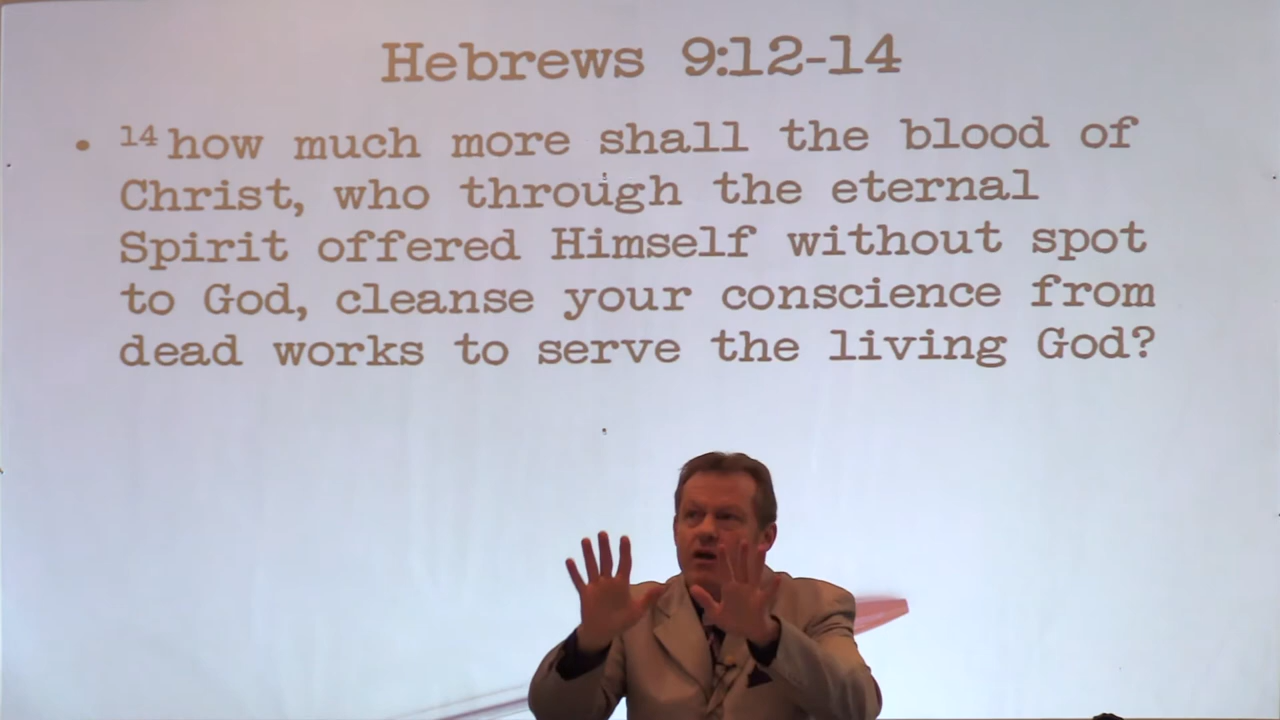 Hebrews 9:12-14
• 14 how much more shall the blood of
Christ, who through the eternal
Spirit offered Himself without spot
to God, cleanse your conscience from
dead works to serve the living God?